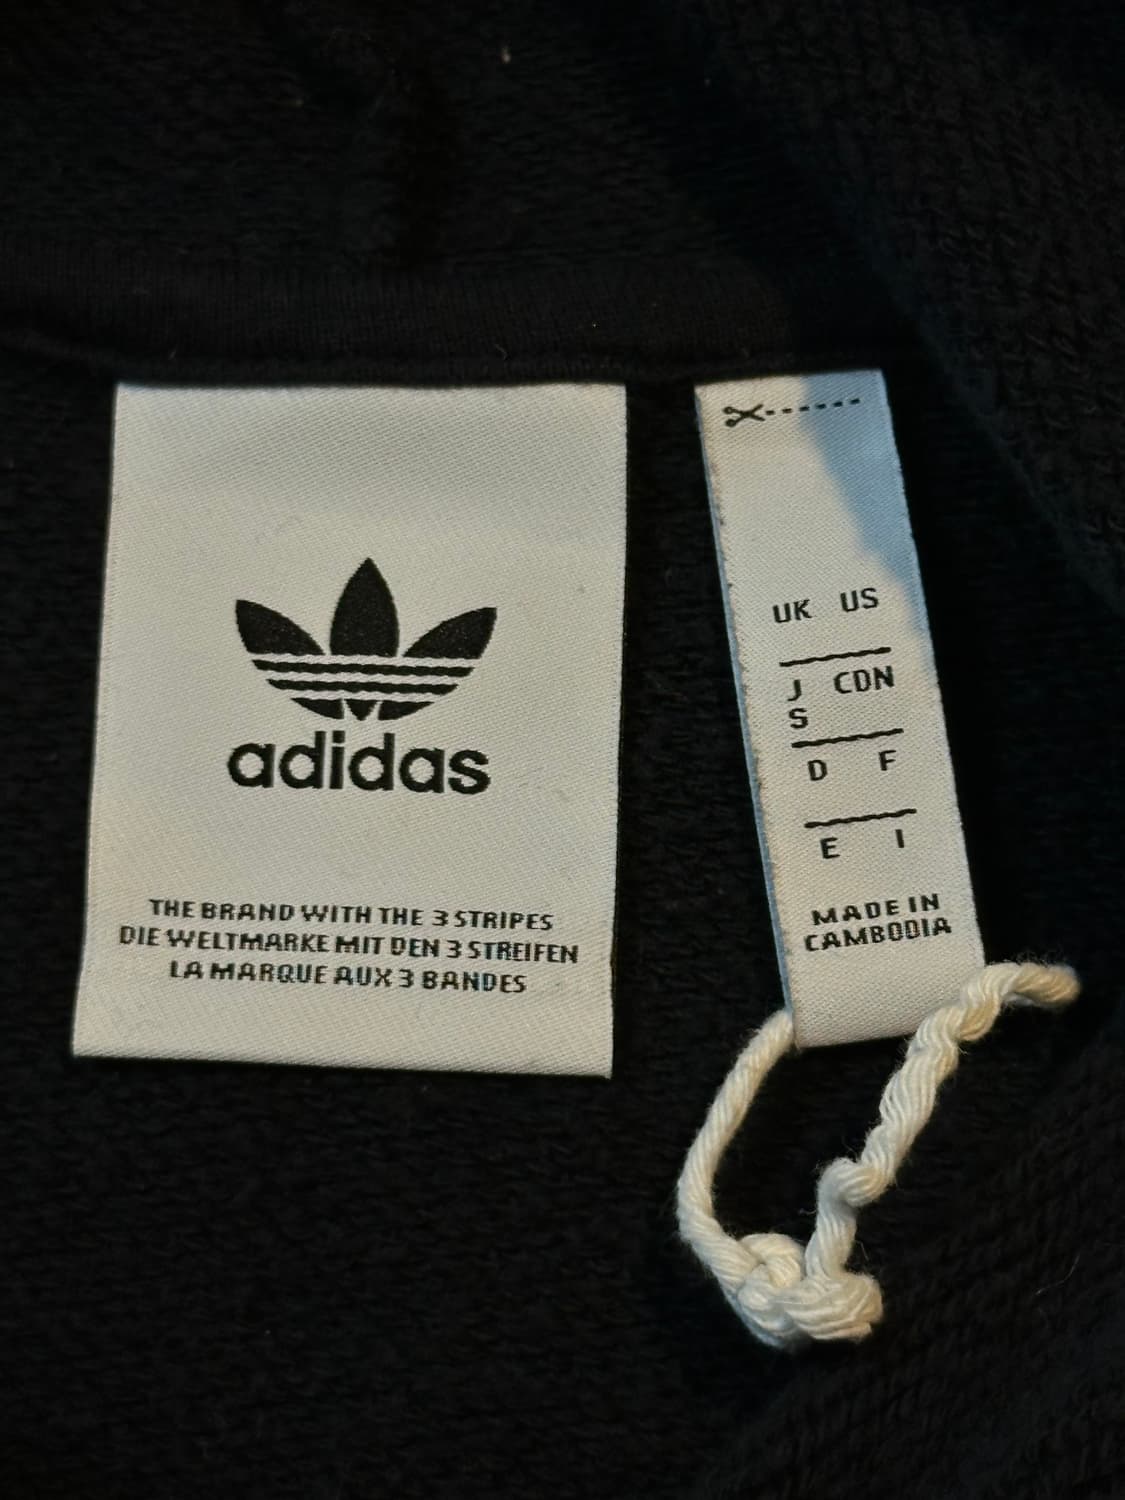 adidas
THE BRAND WITH THE 3 STRIPES
DIE WELTMARKE MIT DEN 3 STREIFEN
LA MARQUE AUX 3 BANDES
UK US
J CDN
S
D F
E I
MADE IN
CAMBODIA